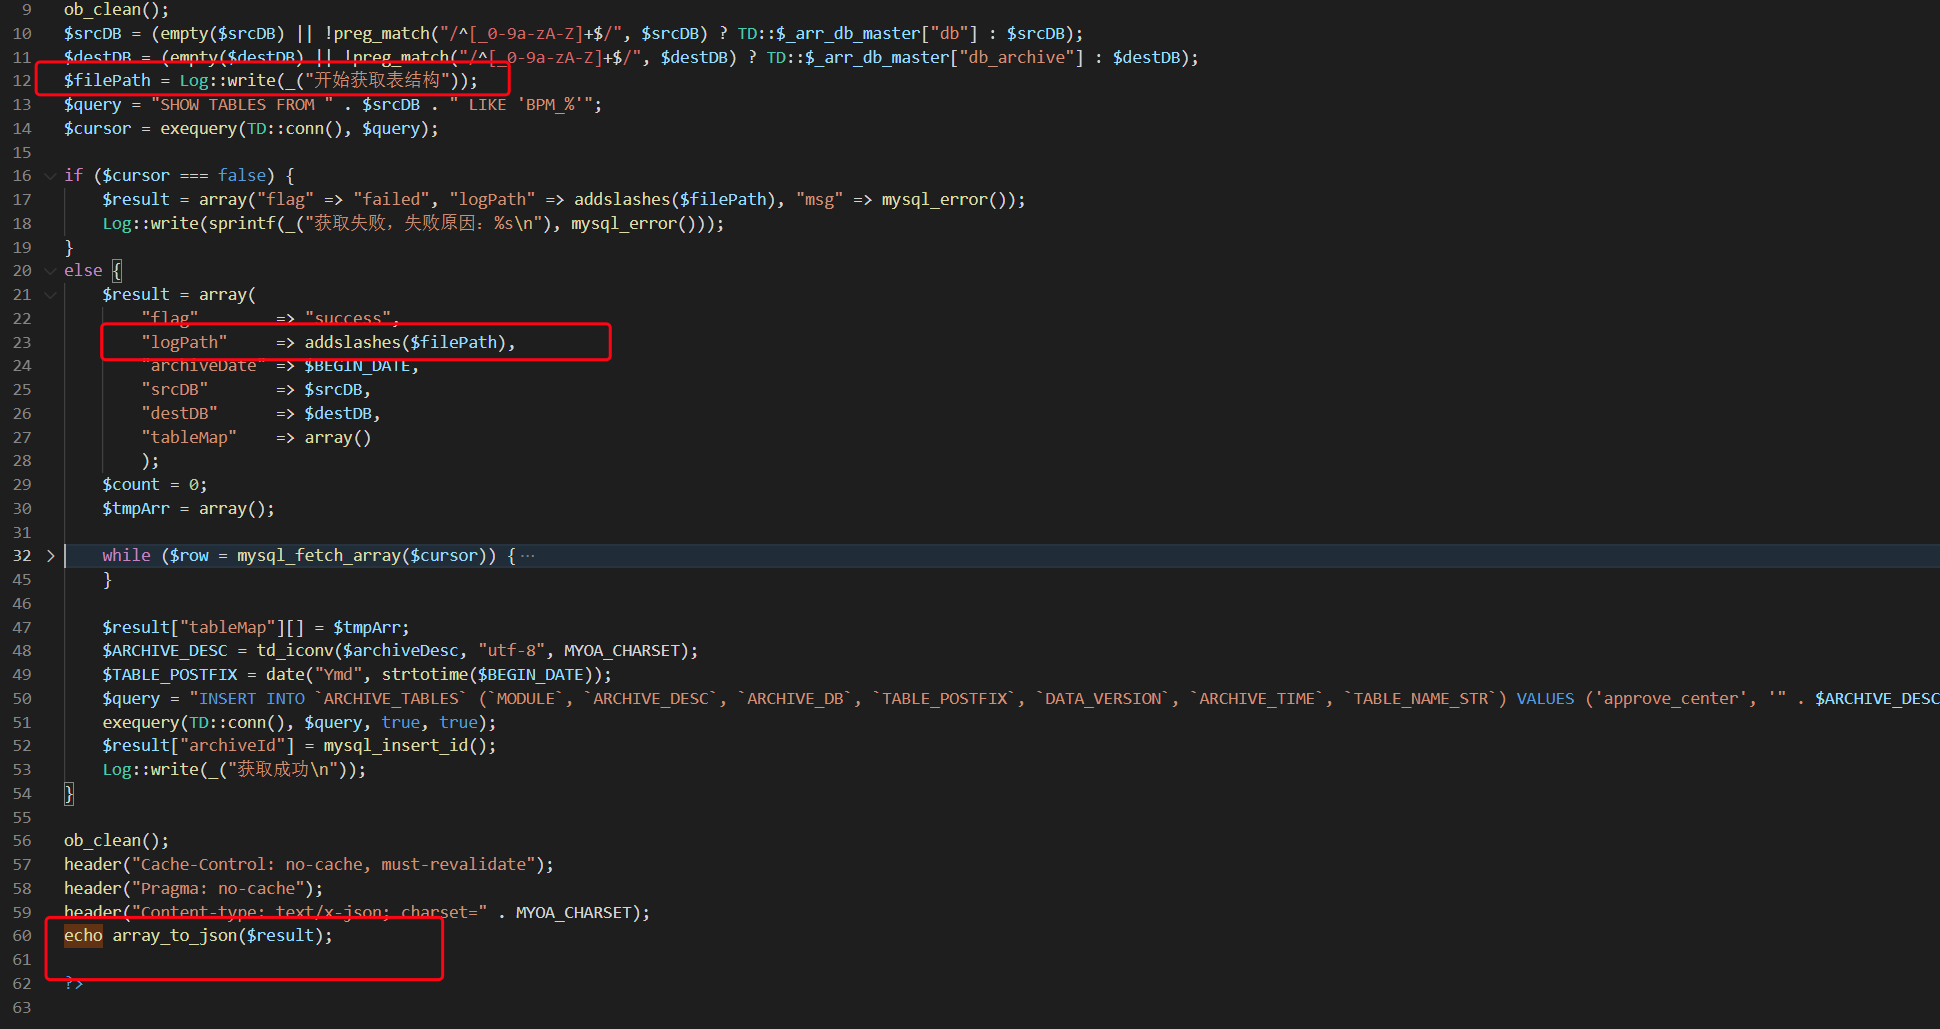 9 ob_clean();
10 $srcDB = (empty($srcDB) || !preg_match("/^[_0-9a-zA-Z]+$/", $srcDB) ? TD::$_arr_db_master["db"] : $srcDB);
11 $destDB = (empty($destDB) || !preg_match("/^[_0-9a-zA-Z]+$/", $destDB) ? TD::$_arr_db_master["db_archive"] : $destDB);
12 $filePath = Log::write(_("开始获取表结构"));
13 $query = "SHOW TABLES FROM " . $srcDB . " LIKE 'BPM_%'";
14 $cursor = exequery(TD::conn(), $query);
15
16 if ($cursor === false) {
17 $result = array("flag" => "failed", "logPath" => addslashes($filePath), "msg" => mysql_error());
18 Log::write(sprintf(_("获取失败，失败原因：%s\n"), mysql_error()));
19 }
20 else {
21 $result = array(
22 "flag" => "success",
23 "logPath" => addslashes($filePath),
24 "archiveDate" => $BEGIN_DATE,
25 "srcDB" => $srcDB,
26 "destDB" => $destDB,
27 "tableMap" => array()
28 );
29 $count = 0;
30 $tmpArr = array();
31
32 while ($row = mysql_fetch_array($cursor)) { ···
45 }
46
47 $result["tableMap"][] = $tmpArr;
48 $ARCHIVE_DESC = td_iconv($archiveDesc, "utf-8", MYOA_CHARSET);
49 $TABLE_POSTFIX = date("Ymd", strtotime($BEGIN_DATE));
50 $query = "INSERT INTO `ARCHIVE_TABLES` (`MODULE`, `ARCHIVE_DESC`, `ARCHIVE_DB`, `TABLE_POSTFIX`, `DATA_VERSION`, `ARCHIVE_TIME`, `TABLE_NAME_STR`) VALUES ('approve_center', '" . $ARCHIVE_DESC
51 exequery(TD::conn(), $query, true, true);
52 $result["archiveId"] = mysql_insert_id();
53 Log::write(_("获取成功\n"));
54 }
55
56 ob_clean();
57 header("Cache-Control: no-cache, must-revalidate");
58 header("Pragma: no-cache");
59 header("Content-type: text/x-json; charset=" . MYOA_CHARSET);
60 echo array_to_json($result);
61
62 ?>
63